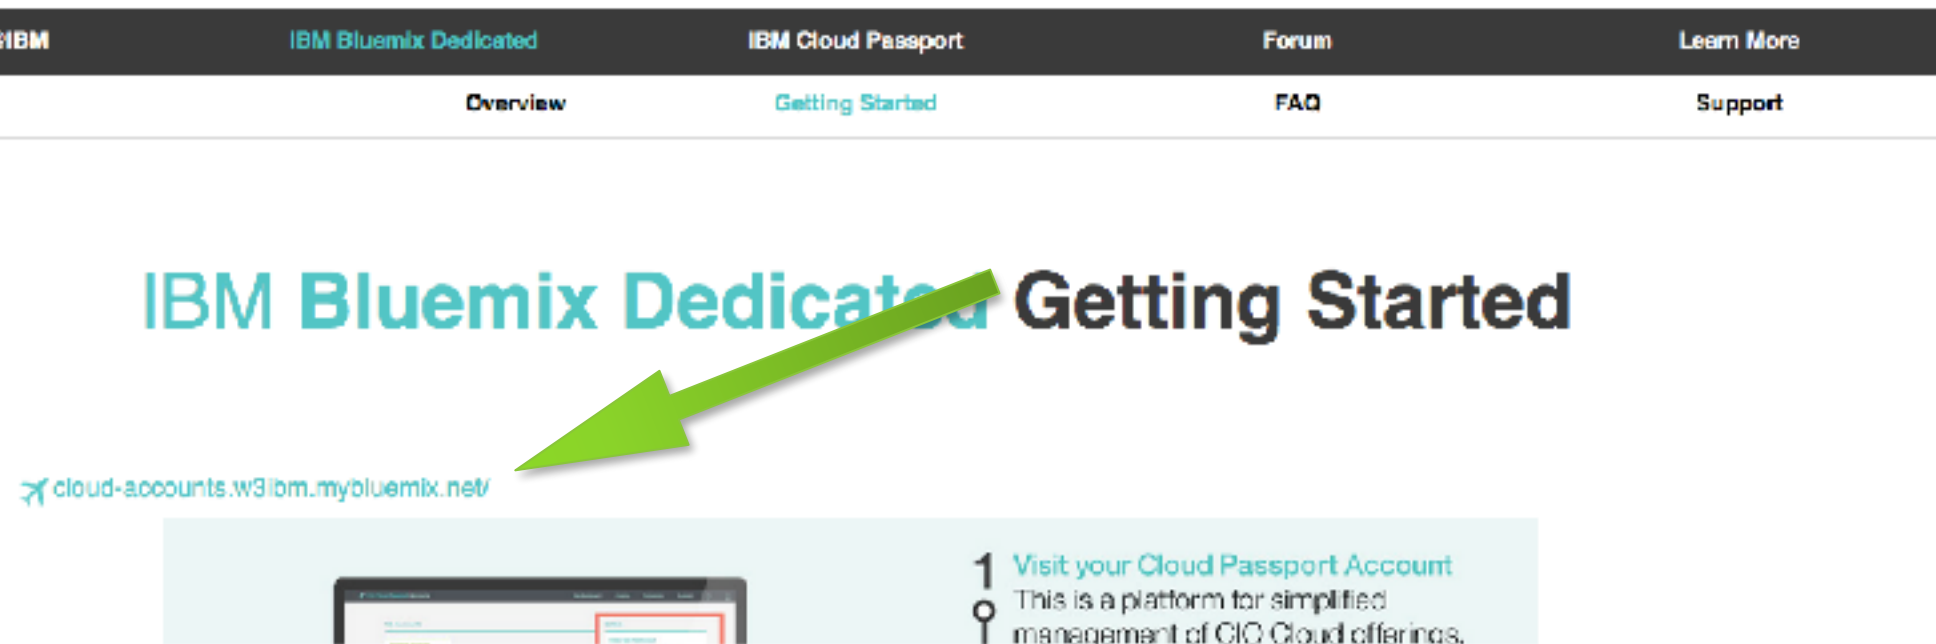 IBM
IBM Bluemix Dedicated
IBM Cloud Passport
Forum
Learn More
Overview
Getting Started
FAQ
Support
IBM Bluemix Dedicated Getting Started
cloud-accounts.w3ibm.mybluemix.net/
1 Visit your Cloud Passport Account
This is a platform for simplified
management of CIO Cloud offerings.